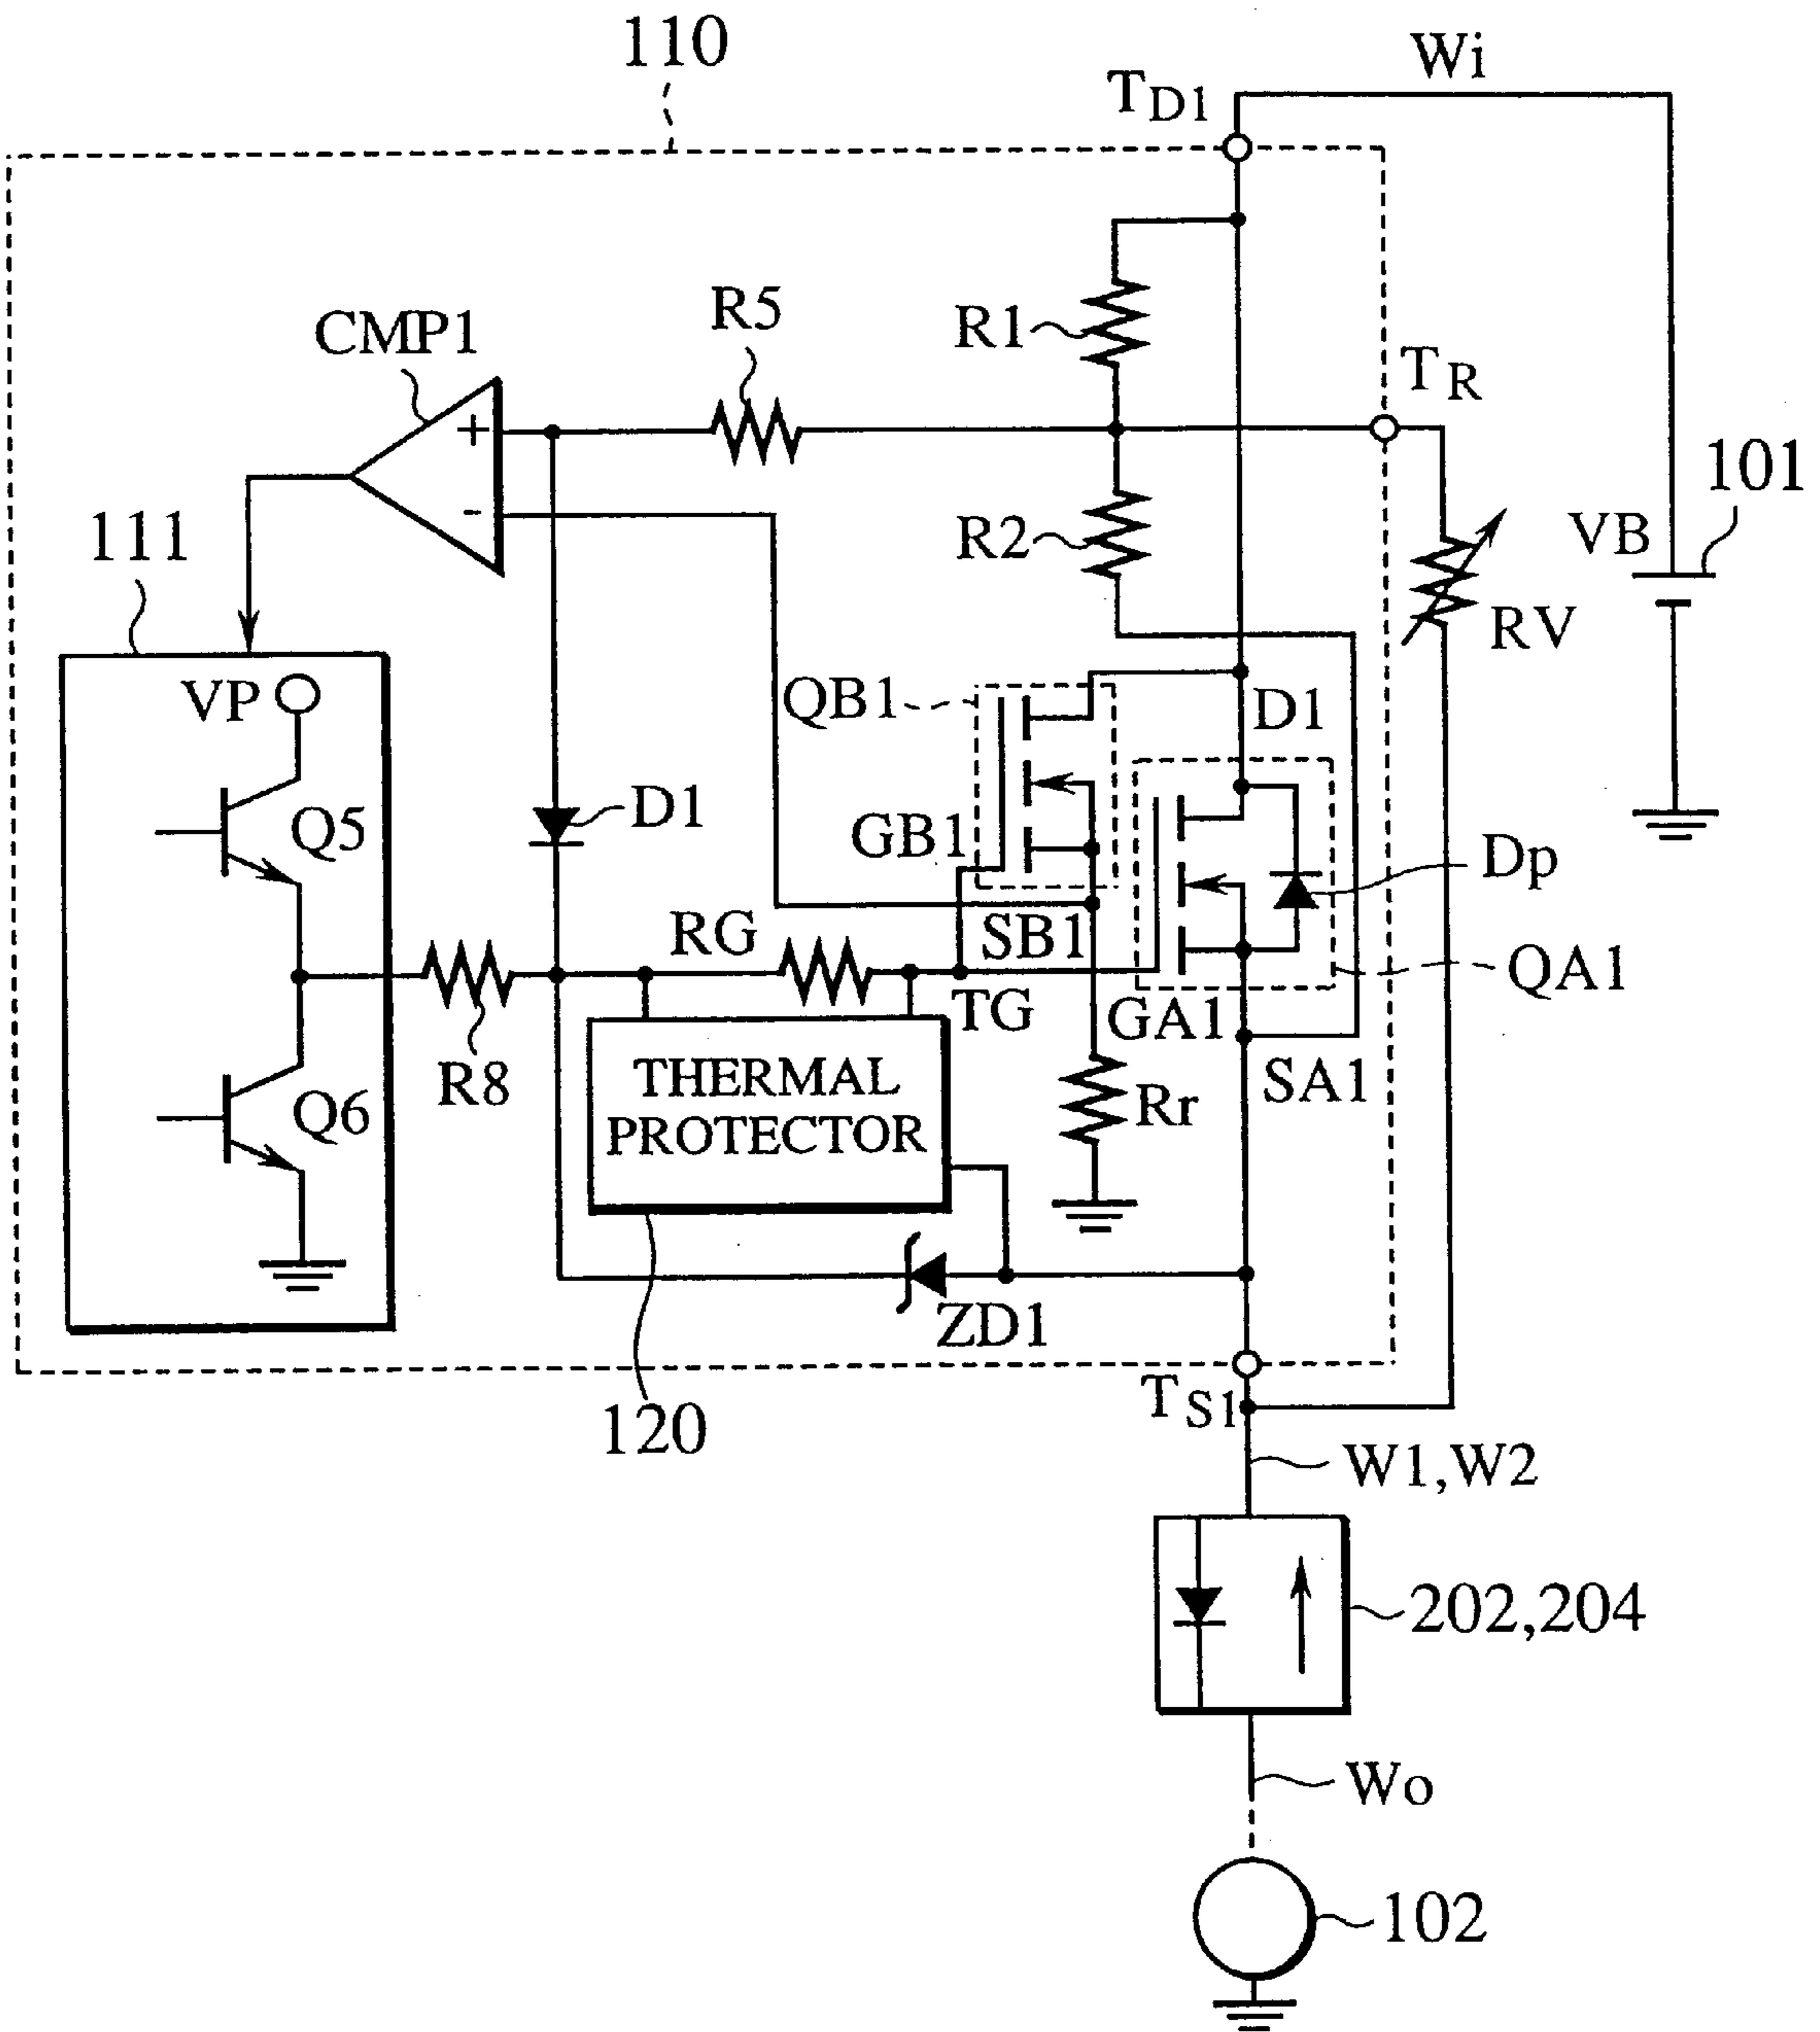 110
Wi
TD1
R5
R1
CMP1
TR
+
101
-
R2
VB
111
RV
VP
QB1
D1
Q5
D1
GB1
Dp
RG
SB1
QA1
TG
GA1
R8
THERMAL
PROTECTOR
Rr
SA1
Q6
ZD1
TS1
120
W1,W2
202,204
Wo
102